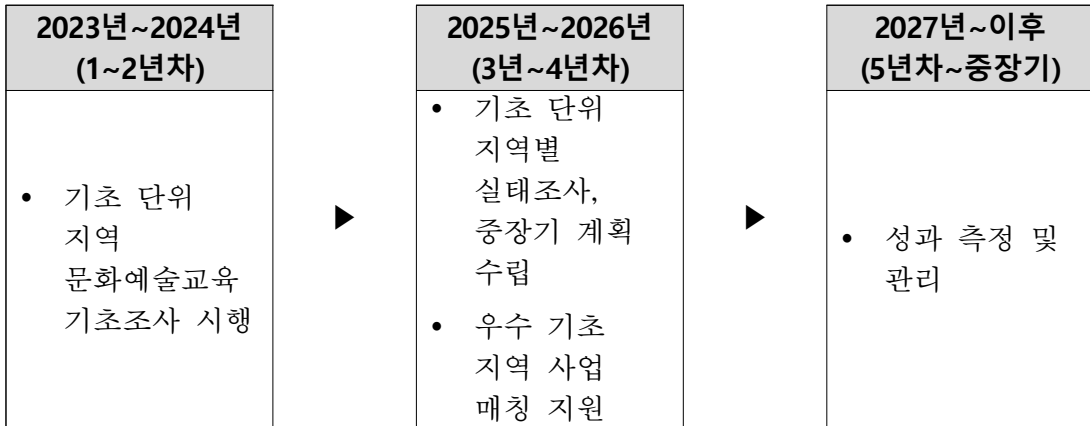 2023년~2024년
(1~2년차)
• 기초 단위
지역
문화예술교육
기초조사 시행
▶
2025년~2026년
(3년~4년차)
• 기초 단위
지역별
실태조사,
중장기 계획
수립
• 우수 기초
지역 사업
매칭 지원
▶
2027년~이후
(5년차~중장기)
• 성과 측정 및
관리